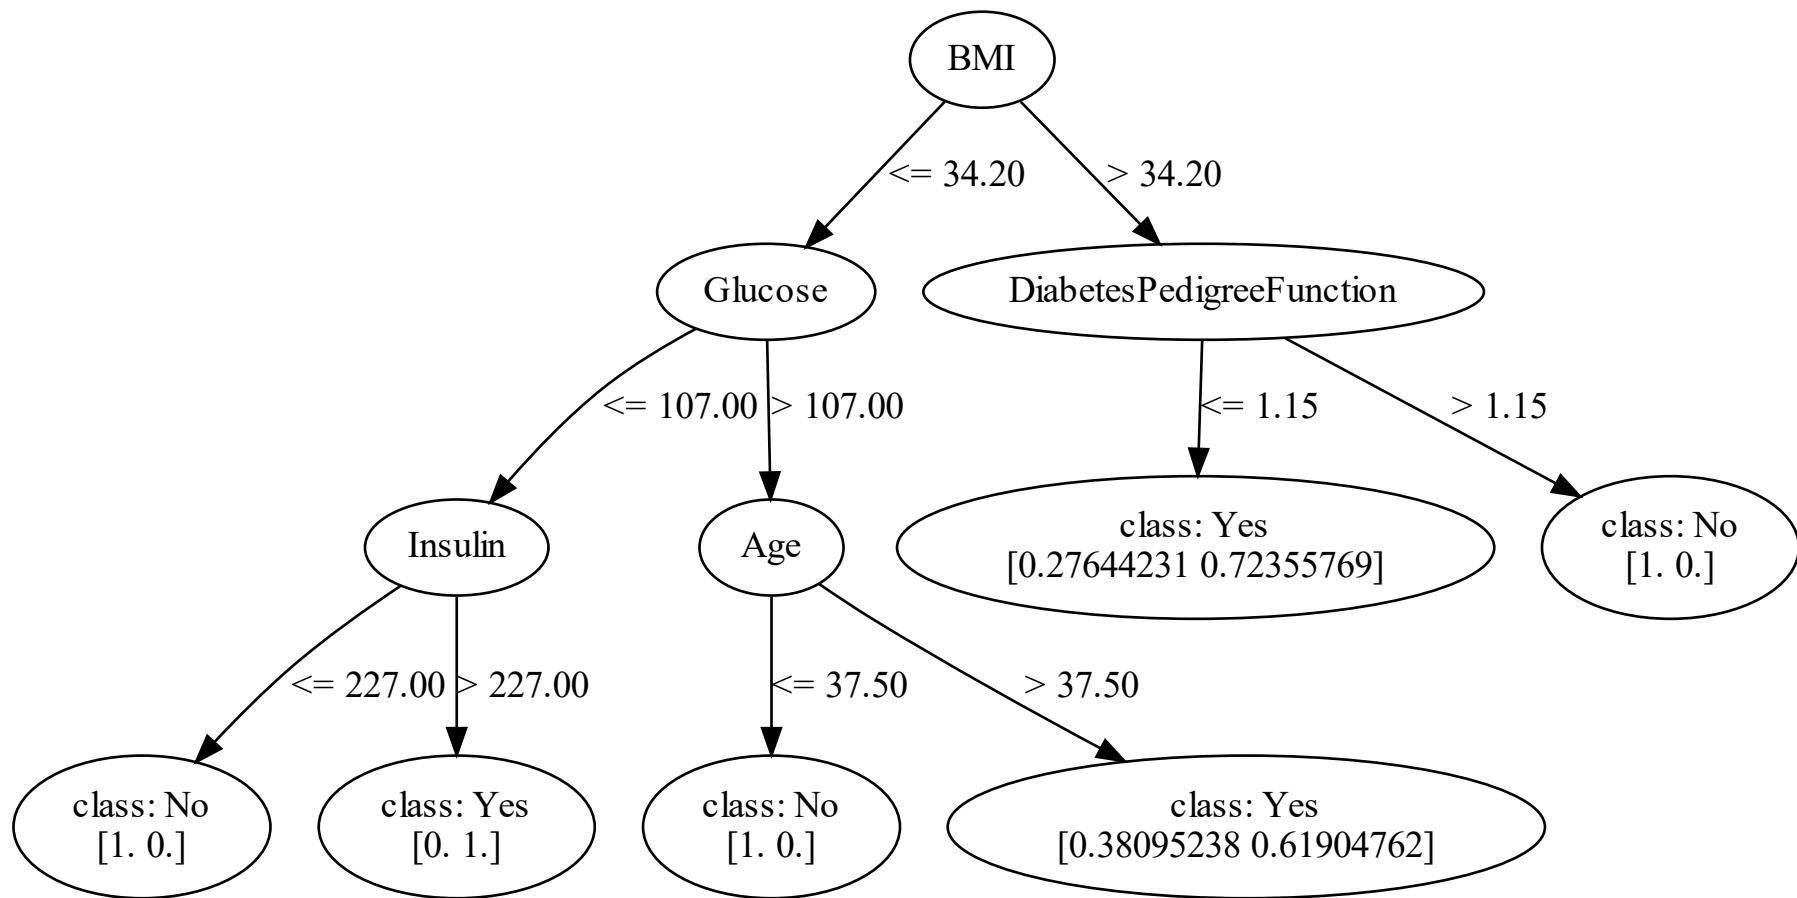 BMI
<= 34.20
> 34.20
Glucose
DiabetesPedigreeFunction
<= 107.00
> 107.00
<= 1.15
> 1.15
Insulin
Age
class: Yes
[0.27644231 0.72355769]
class: No
[1. 0.]
<= 227.00
> 227.00
<= 37.50
> 37.50
class: No
[1. 0.]
class: Yes
[0. 1.]
class: No
[1. 0.]
class: Yes
[0.38095238 0.61904762]